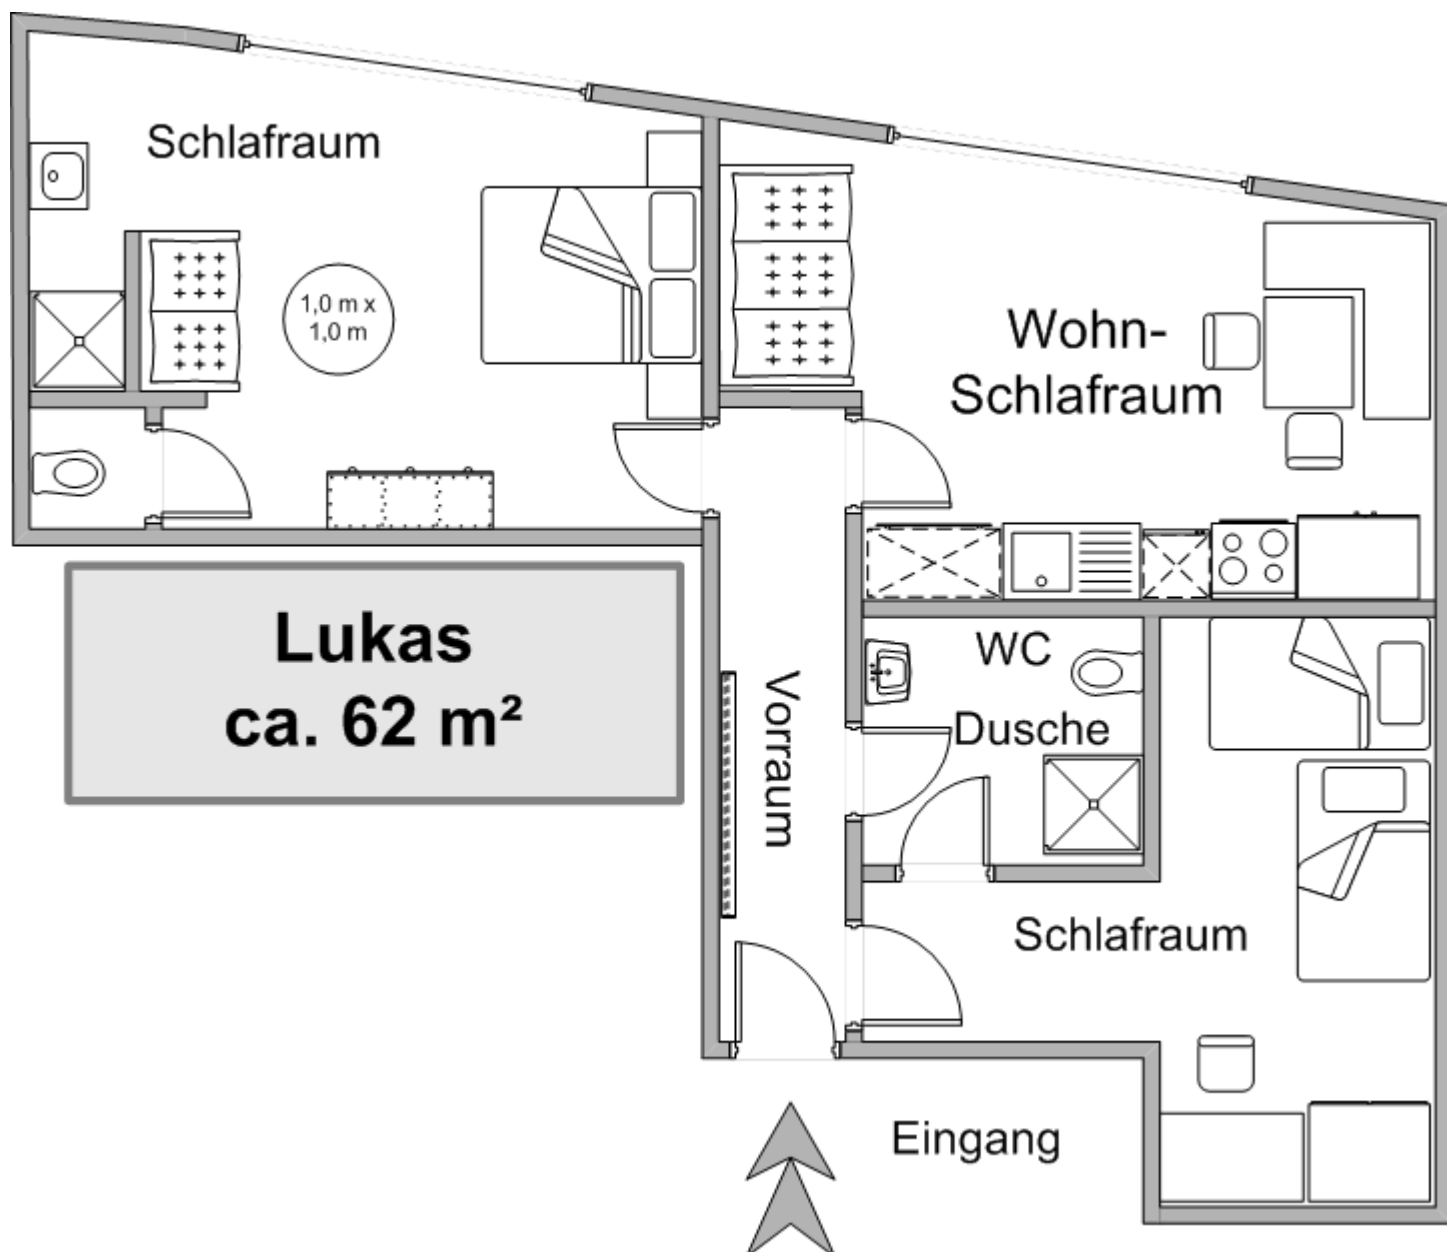 Schlafraum
1,0 m x
1,0 m
Wohn-
Schlafraum
Lukas
ca. 62 m²
WC
Dusche
Vorraum
Schlafraum
Eingang